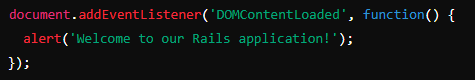 document.addEventListener('DOMContentLoaded', function() {
  alert('Welcome to our Rails application!');
});